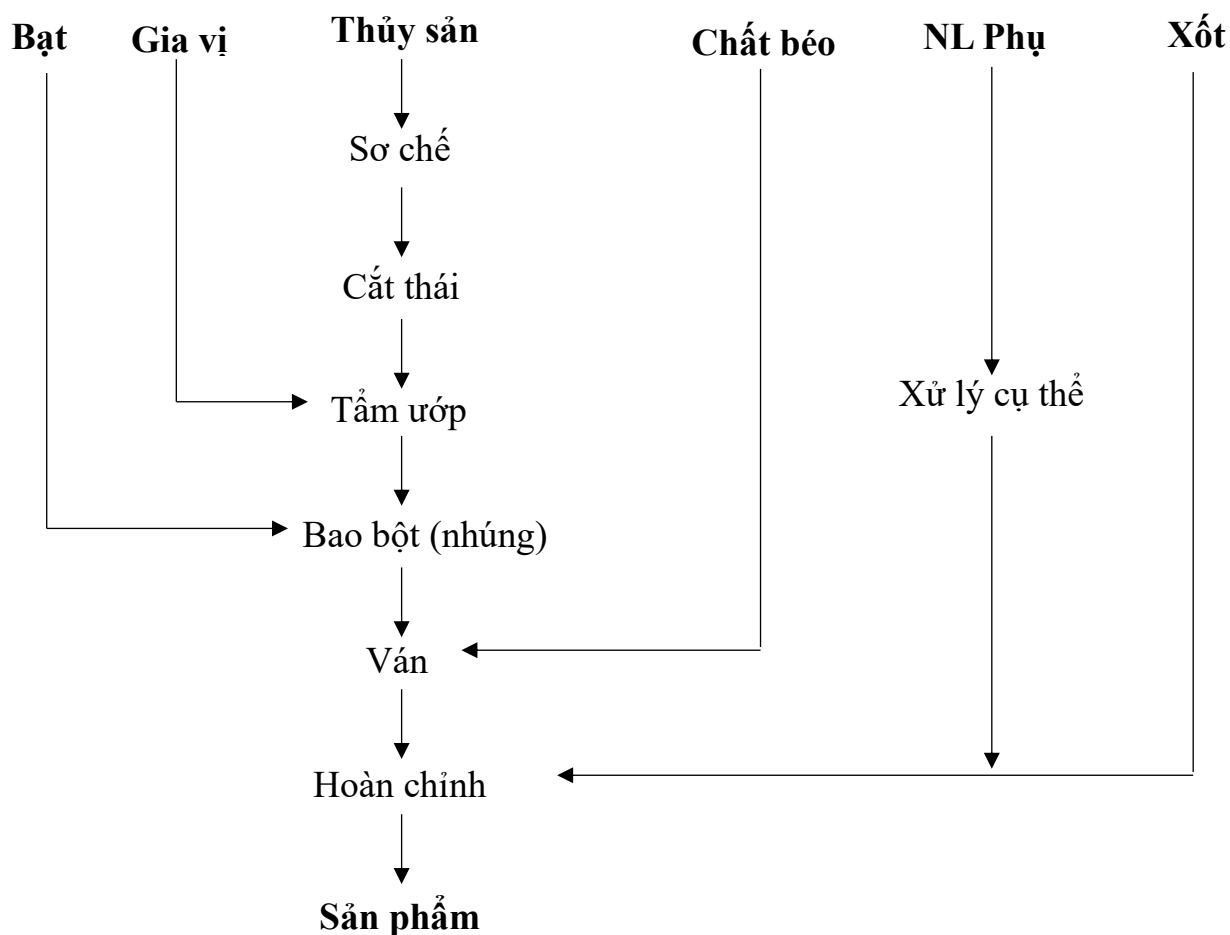 Bạt
Gia vị
Thủy sản
Chất béo
NL Phụ
Xốt
Sơ chế
Cắt thái
Tẩm ướp
Xử lý cụ thể
Bao bột (nhúng)
Ván
Hoàn chỉnh
Sản phẩm